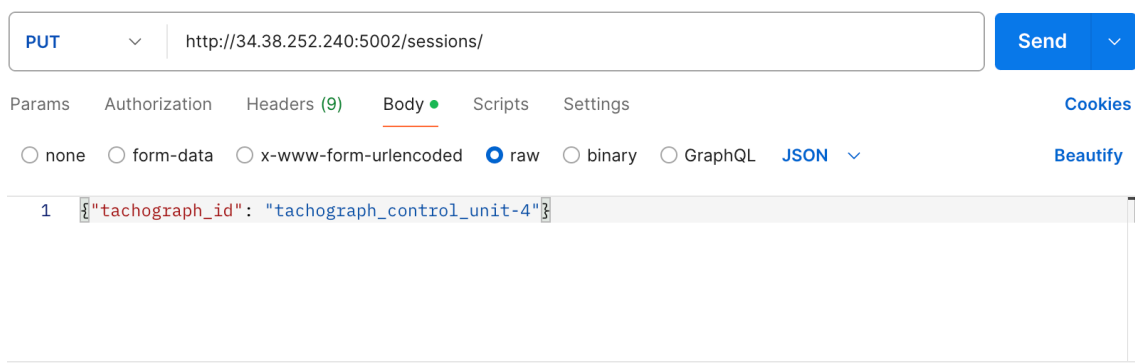 PUT http://34.38.252.240:5002/sessions/ Send
Params Authorization Headers (9) Body Scripts Settings Cookies
none form-data x-www-form-urlencoded raw binary GraphQL JSON Beautify
1 {"tachograph_id": "tachograph_control_unit-4"}